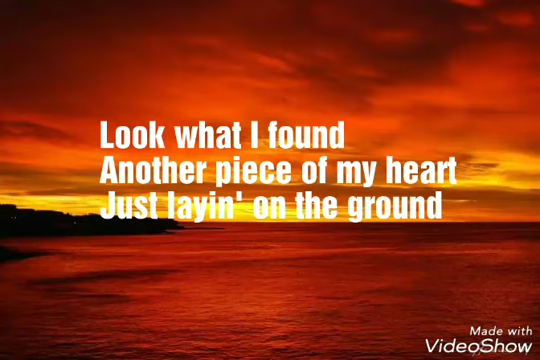 Look what I found
Another piece of my heart
Just layin' on the ground
Made with
VideoShow